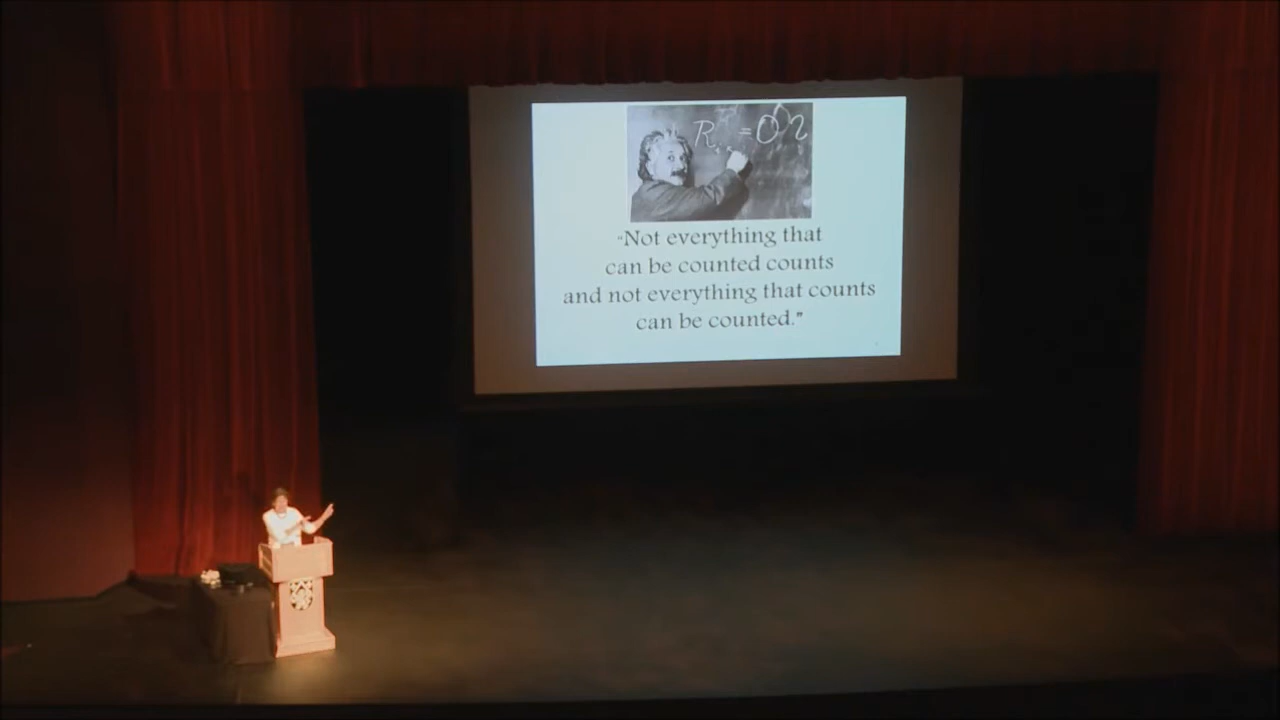 "Not everything that
can be counted counts
and not everything that counts
can be counted."